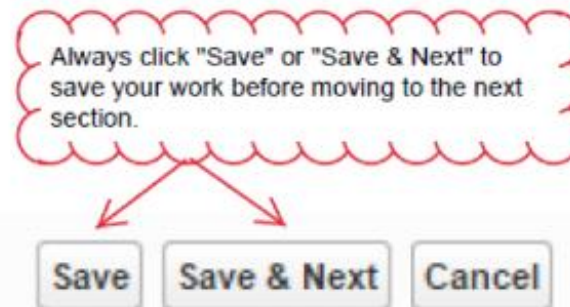 Always click "Save" or "Save & Next" to
save your work before moving to the next
section.
Save Save & Next Cancel